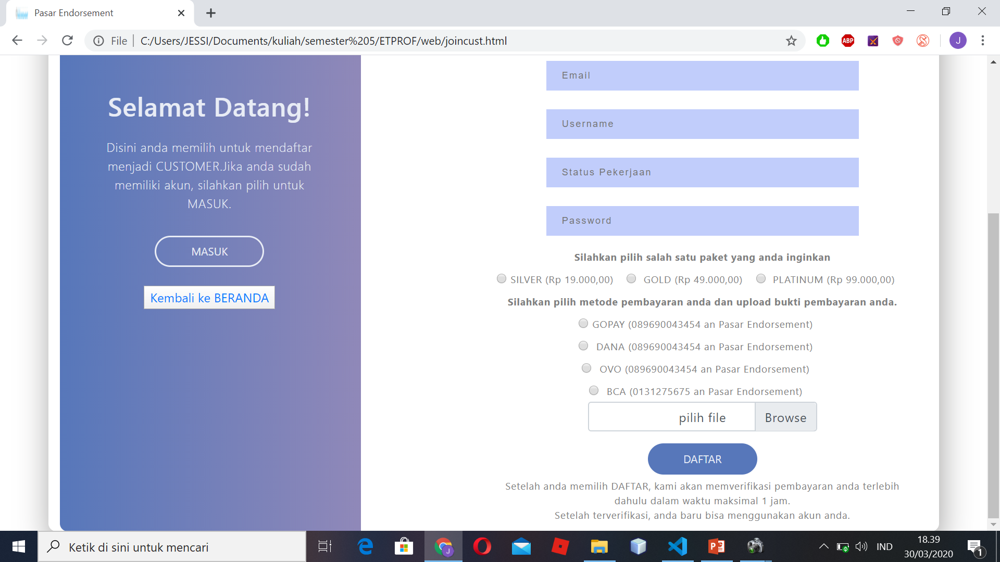 Pasar Endorsement
File
C:/Users/JESSI/Documents/kuliah/semester%205/ETPROF/web/joincust.html
ABP
J
Selamat Datang!
Disini anda memilih untuk mendaftar
menjadi CUSTOMER.Jika anda sudah
memiliki akun, silahkan pilih untuk
MASUK.
MASUK
Kembali ke BERANDA
Email
Username
Status Pekerjaan
Password
Silahkan pilih salah satu paket yang anda inginkan
SILVER (Rp 19.000,00) GOLD (Rp 49.000,00) PLATINUM (Rp 99.000,00)
Silahkan pilih metode pembayaran anda dan upload bukti pembayaran anda.
GOPAY (089690043454 an Pasar Endorsement)
DANA (089690043454 an Pasar Endorsement)
OVO (089690043454 an Pasar Endorsement)
BCA (0131275675 an Pasar Endorsement)
pilih file Browse
DAFTAR
Setelah anda memilih DAFTAR, kami akan memverifikasi pembayaran anda terlebih
dahulu dalam waktu maksimal 1 jam.
Setelah terverifikasi, anda baru bisa menggunakan akun anda.
Ketik di sini untuk mencari
J
IND
18.39
30/03/2020
1